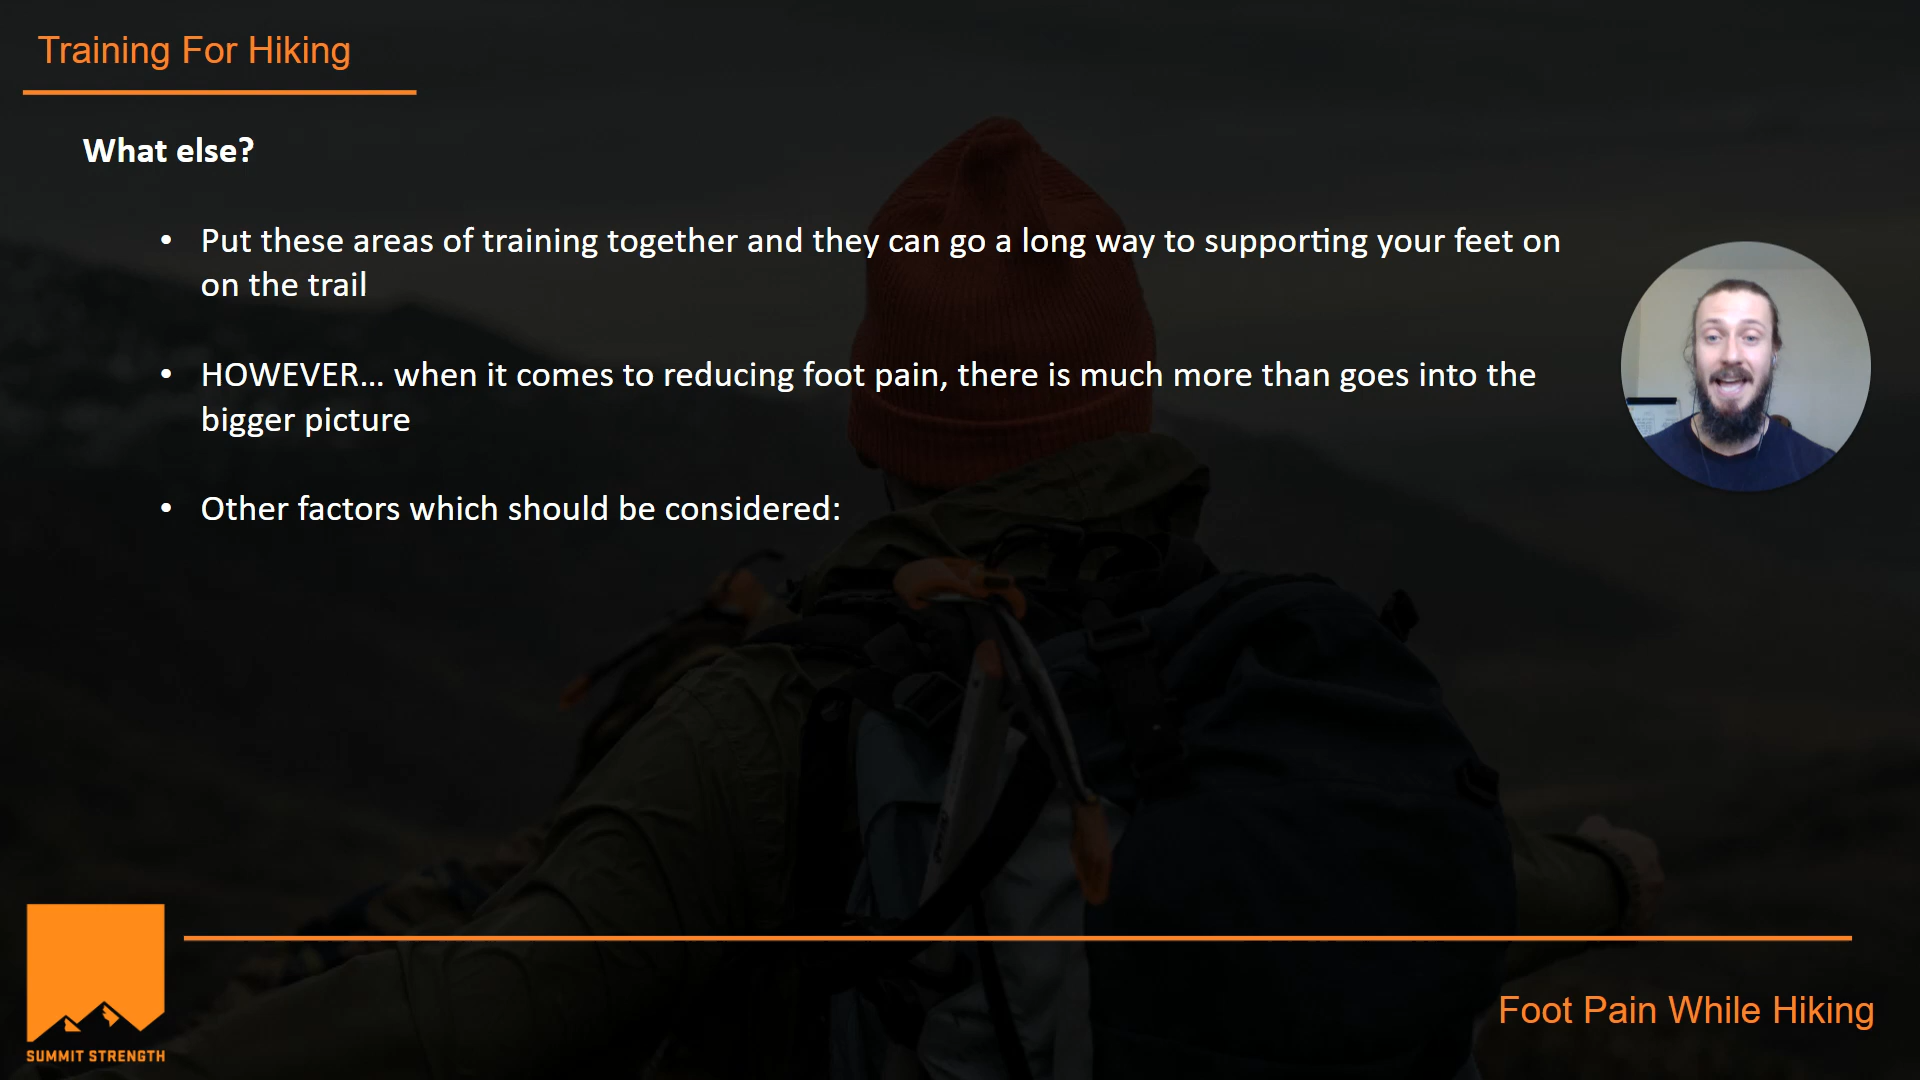 Training For Hiking
What else?
• Put these areas of training together and they can go a long way to supporting your feet on
on the trail
• HOWEVER... when it comes to reducing foot pain, there is much more than goes into the
bigger picture
• Other factors which should be considered:
SUMMIT STRENGTH
Foot Pain While Hiking